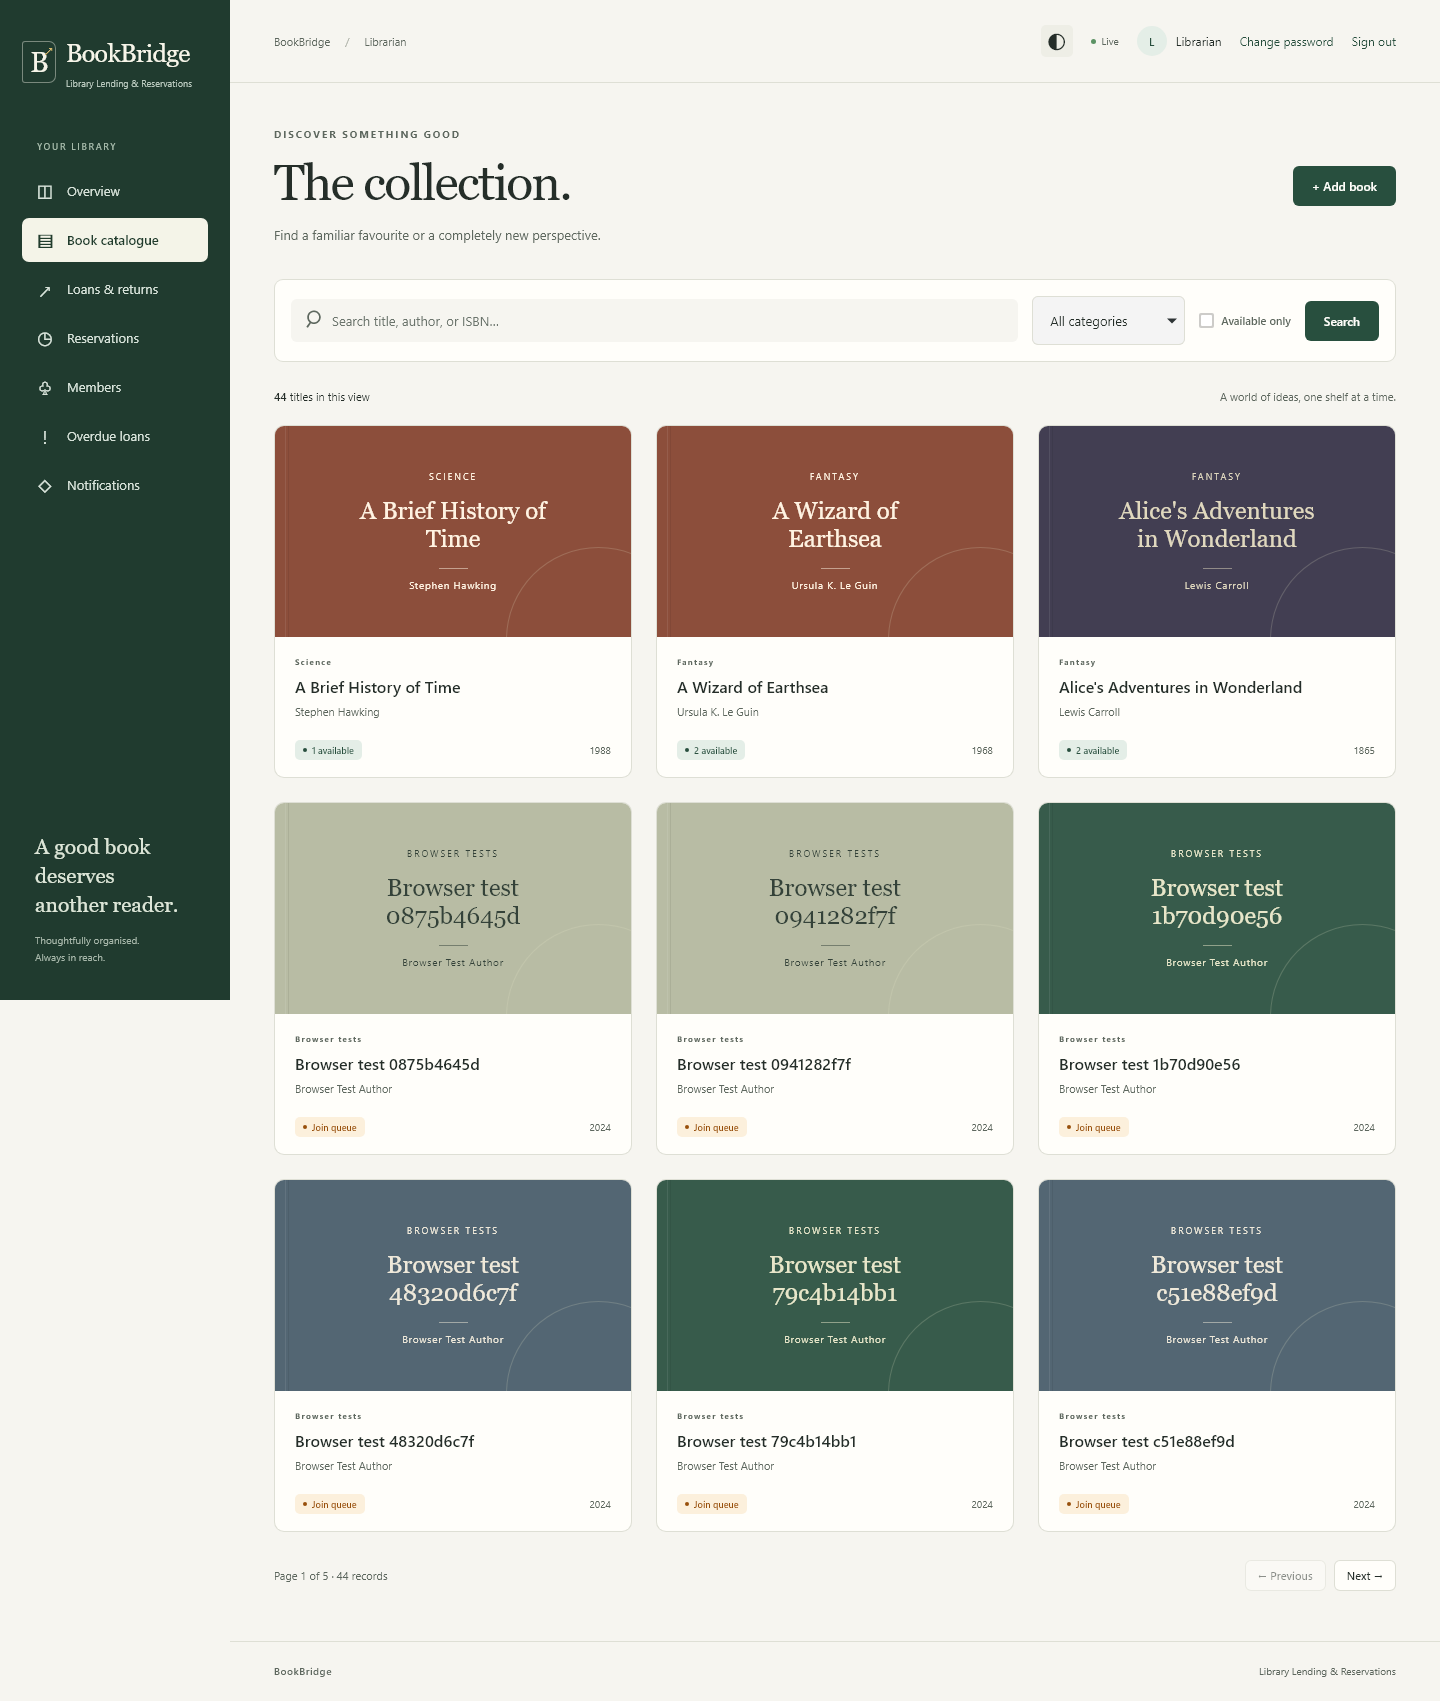 BookBridge
Library Lending & Reservations
YOUR LIBRARY
Overview
Book catalogue
Loans & returns
Reservations
Members
Overdue loans
Notifications
A good book
deserves
another reader.
Thoughtfully organised.
Always in reach.
BookBridge / Librarian
Live
L
Librarian
Change password
Sign out
DISCOVER SOMETHING GOOD
The collection.
+ Add book
Find a familiar favourite or a completely new perspective.
Search title, author, or ISBN...
All categories
Available only
Search
44 titles in this view
A world of ideas, one shelf at a time.
SCIENCE
A Brief History of
Time
Stephen Hawking
Science
A Brief History of Time
Stephen Hawking
1 available
1988
FANTASY
A Wizard of
Earthsea
Ursula K. Le Guin
Fantasy
A Wizard of Earthsea
Ursula K. Le Guin
2 available
1968
FANTASY
Alice's Adventures
in Wonderland
Lewis Carroll
Fantasy
Alice's Adventures in Wonderland
Lewis Carroll
2 available
1865
BROWSER TESTS
Browser test
0875b4645d
Browser Test Author
Browser tests
Browser test 0875b4645d
Browser Test Author
Join queue
2024
BROWSER TESTS
Browser test
0941282f7f
Browser Test Author
Browser tests
Browser test 0941282f7f
Browser Test Author
Join queue
2024
BROWSER TESTS
Browser test
1b70d90e56
Browser Test Author
Browser tests
Browser test 1b70d90e56
Browser Test Author
Join queue
2024
BROWSER TESTS
Browser test
48320d6c7f
Browser Test Author
Browser tests
Browser test 48320d6c7f
Browser Test Author
Join queue
2024
BROWSER TESTS
Browser test
79c4b14bb1
Browser Test Author
Browser tests
Browser test 79c4b14bb1
Browser Test Author
Join queue
2024
BROWSER TESTS
Browser test
c51e88ef9d
Browser Test Author
Browser tests
Browser test c51e88ef9d
Browser Test Author
Join queue
2024
Page 1 of 5 · 44 records
← Previous
Next →
BookBridge
Library Lending & Reservations